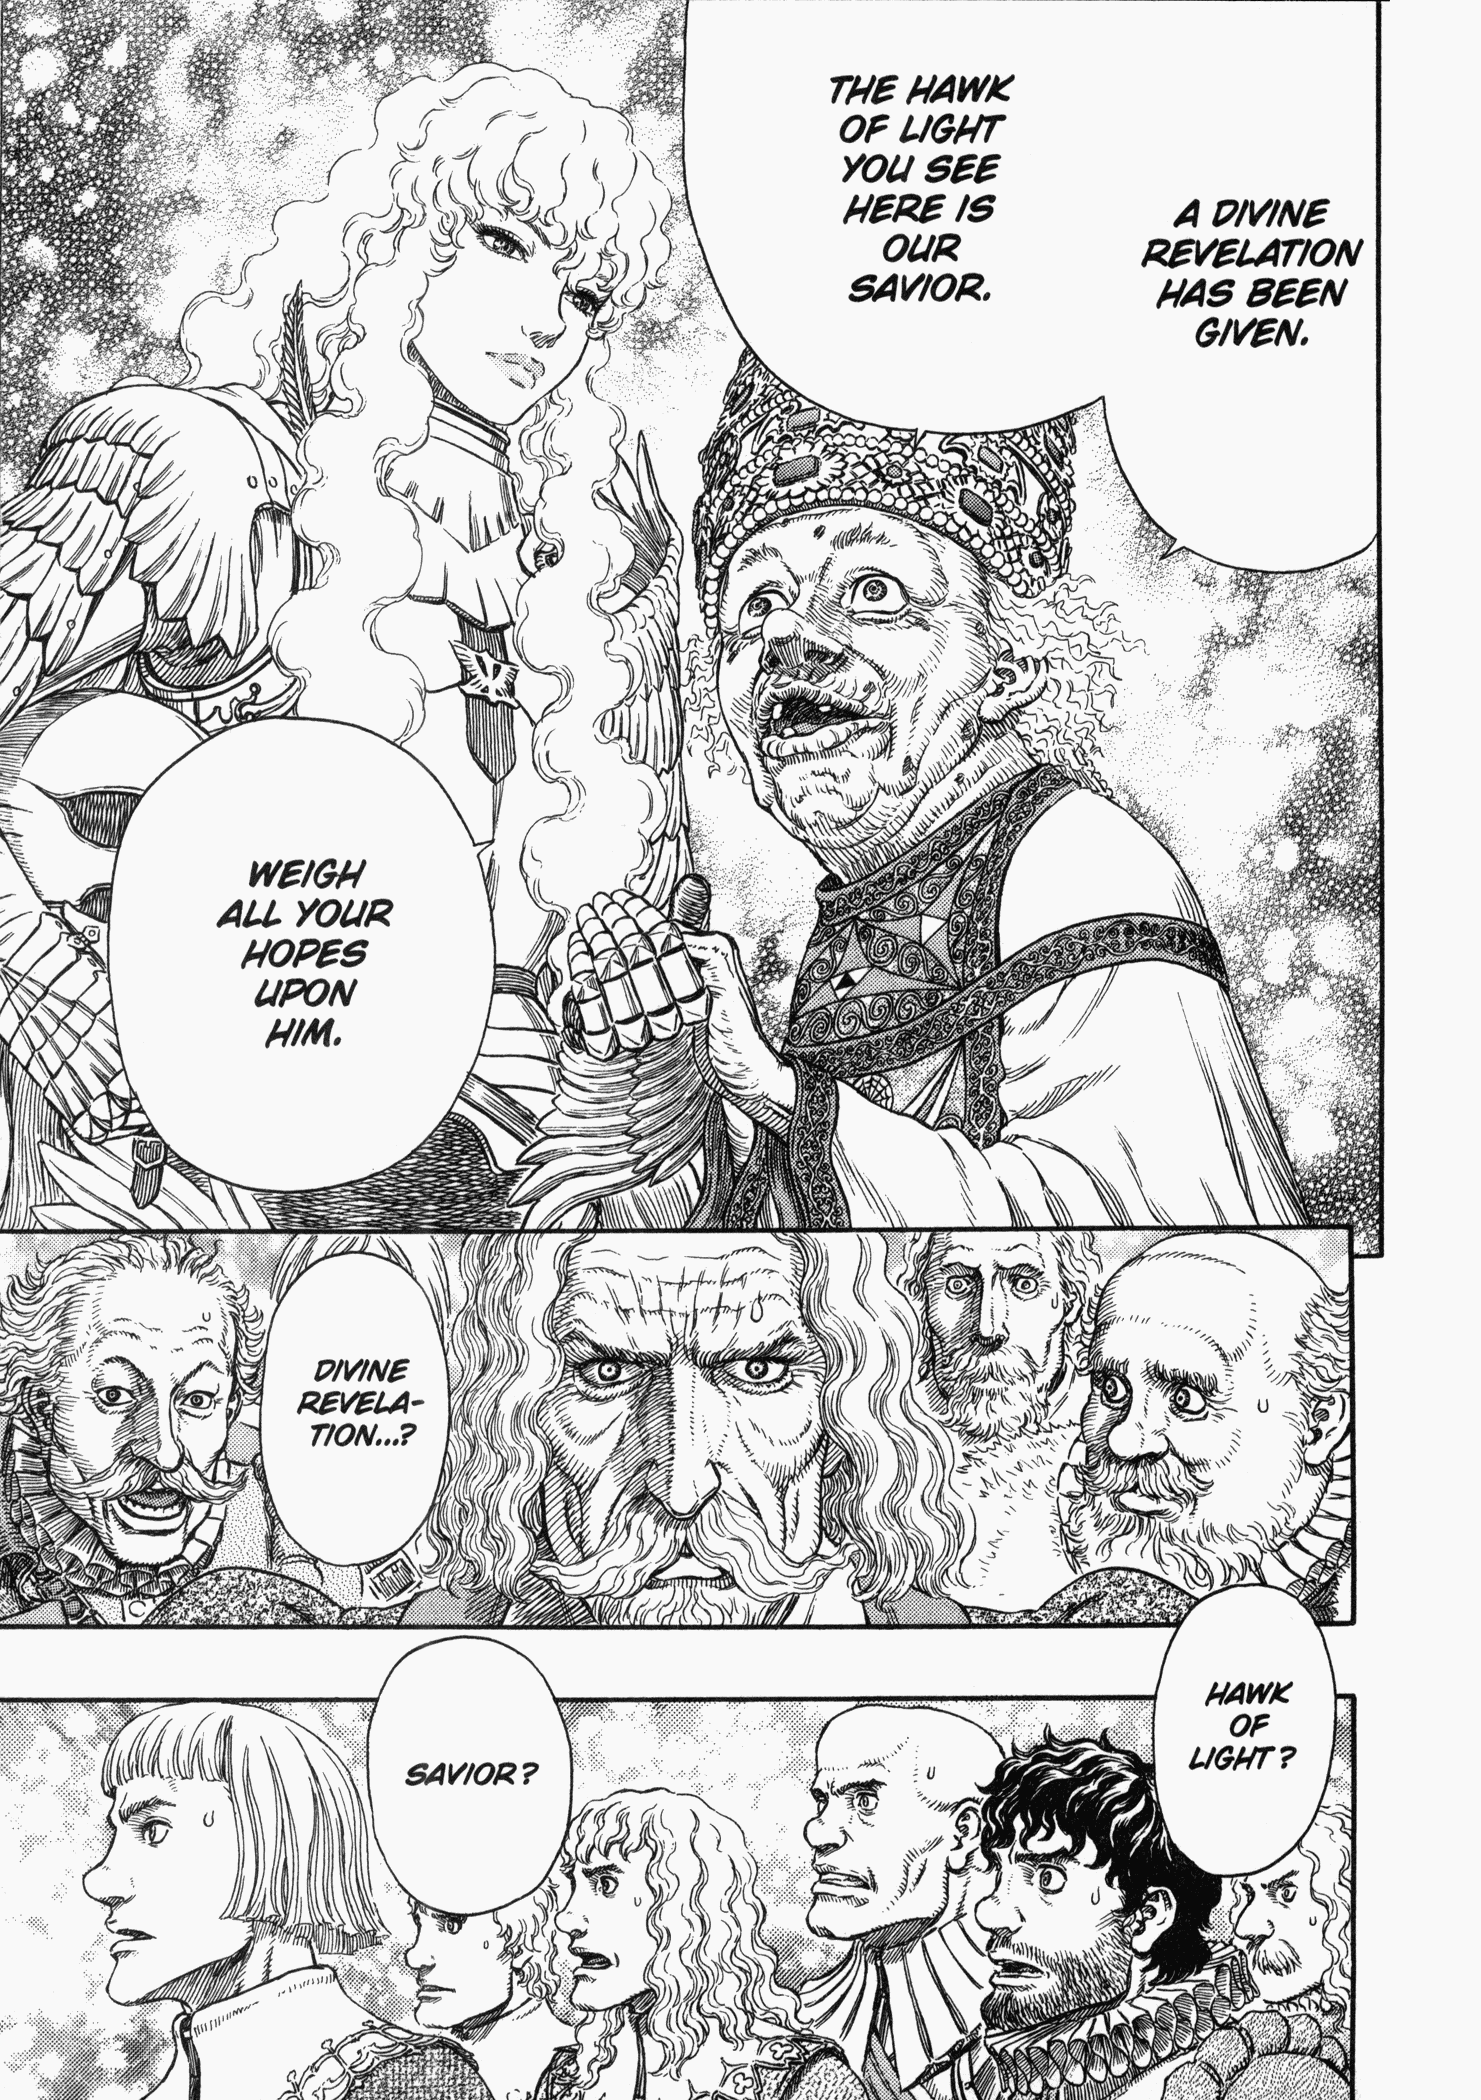 A DIVINE
REVELATION
HAS BEEN
GIVEN.
THE HAWK
OF LIGHT
YOU SEE
HERE IS
OUR
SAVIOR.
WEIGH
ALL YOUR
HOPES
UPON
HIM.
DIVINE
REVELA-
TION...?
HAWK
OF
LIGHT?
SAVIOR?